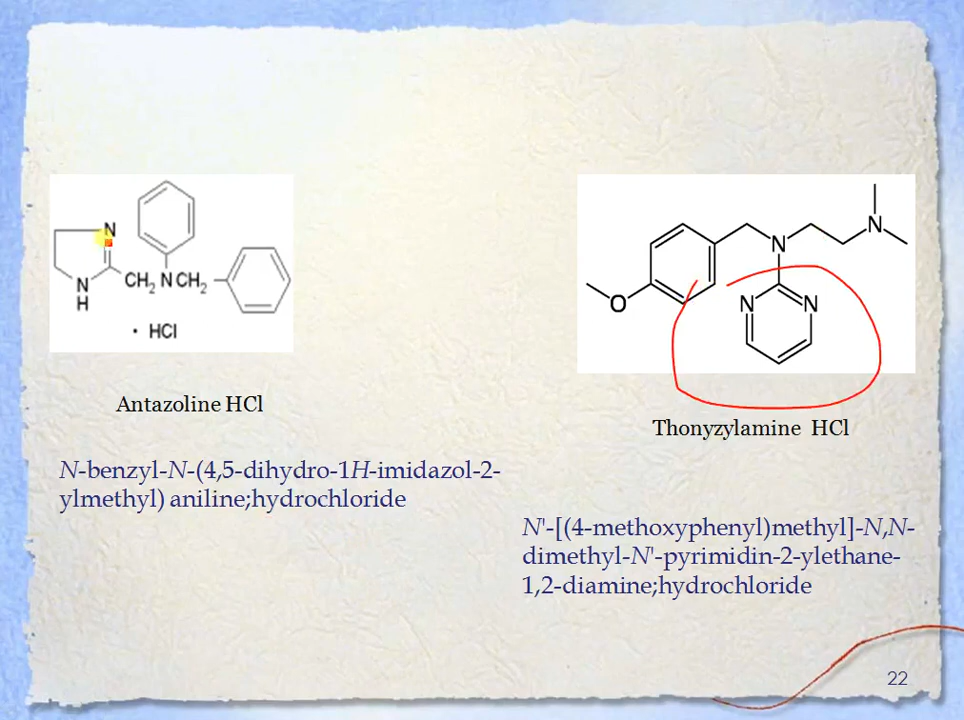 N
N
H
CH2 N CH2
• HCl
N
N
O
N
N
Antazoline HCl
Thonyzylamine HCl
N-benzyl-N-(4,5-dihydro-1H-imidazol-2-
ylmethyl) aniline;hydrochloride
N'-[(4-methoxyphenyl)methyl]-N,N-
dimethyl-N'-pyrimidin-2-ylethane-
1,2-diamine;hydrochloride
22